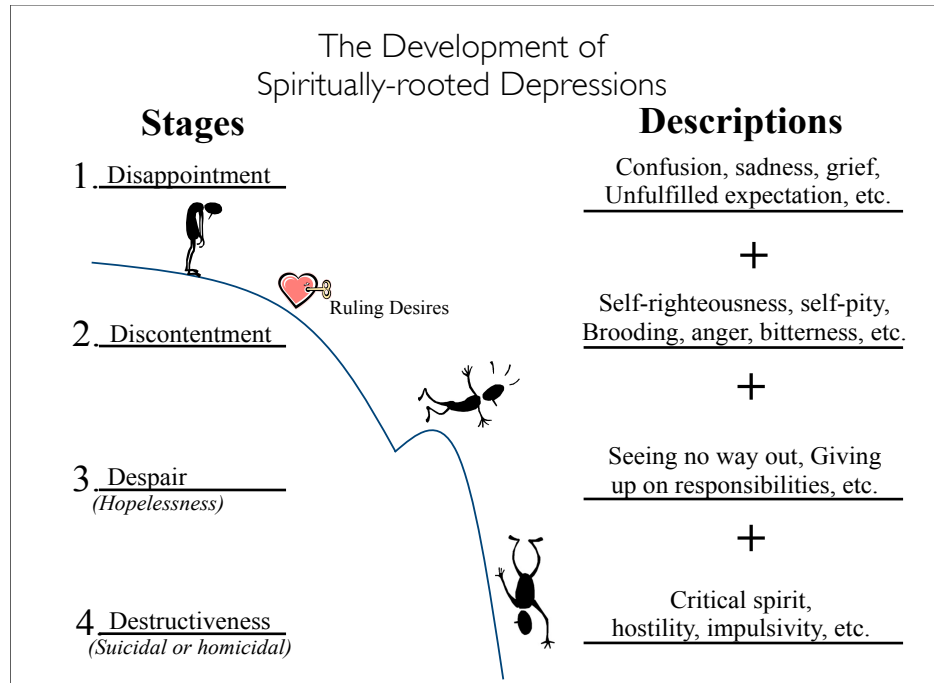 The Development of
Spiritually-rooted Depressions
Stages
Descriptions
1. Disappointment
Confusion, sadness, grief,
Unfulfilled expectation, etc.
+
Ruling Desires
2. Discontentment
Self-righteousness, self-pity,
Brooding, anger, bitterness, etc.
+
3. Despair
(Hopelessness)
Seeing no way out, Giving
up on responsibilities, etc.
+
4. Destructiveness
(Suicidal or homicidal)
Critical spirit,
hostility, impulsivity, etc.